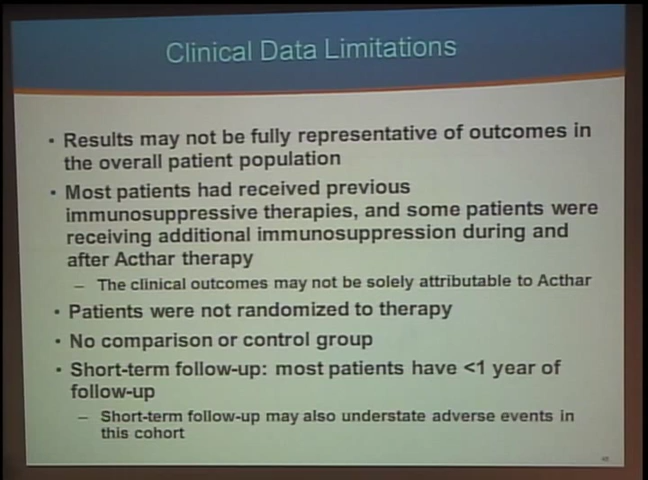 Clinical Data Limitations
• Results may not be fully representative of outcomes in
the overall patient population
• Most patients had received previous
immunosuppressive therapies, and some patients were
receiving additional immunosuppression during and
after Acthar therapy
– The clinical outcomes may not be solely attributable to Acthar
• Patients were not randomized to therapy
• No comparison or control group
• Short-term follow-up: most patients have <1 year of
follow-up
– Short-term follow-up may also understate adverse events in
this cohort